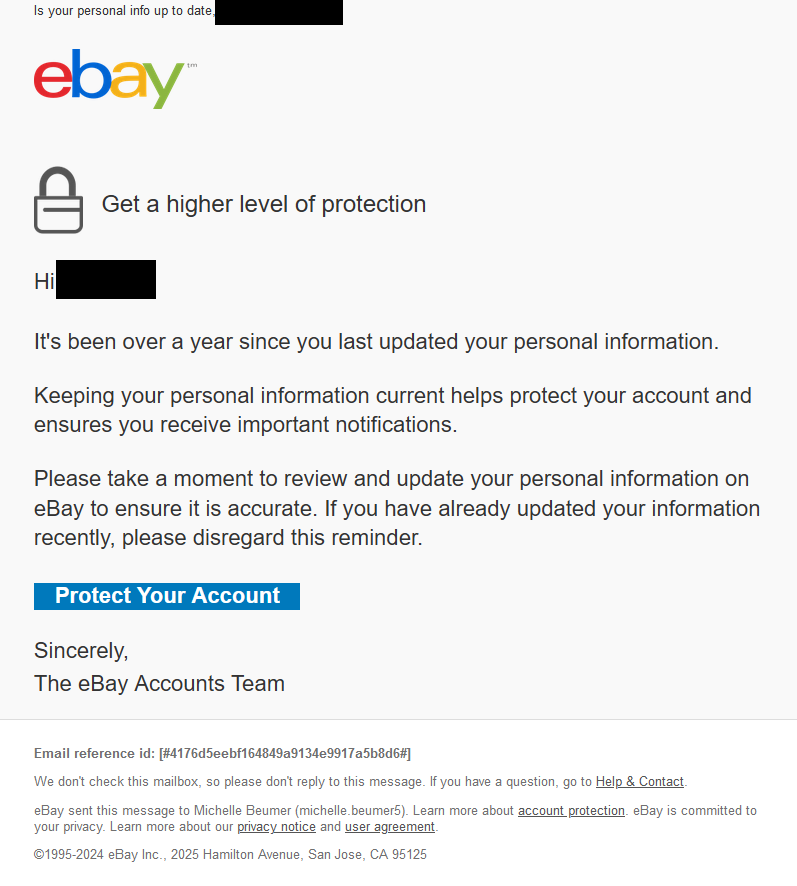 Is your personal info up to date,
ebay™
Get a higher level of protection
Hi
It's been over a year since you last updated your personal information.
Keeping your personal information current helps protect your account and
ensures you receive important notifications.
Please take a moment to review and update your personal information on
eBay to ensure it is accurate. If you have already updated your information
recently, please disregard this reminder.
Protect Your Account
Sincerely,
The eBay Accounts Team
Email reference id: [#4176d5eebf164849a9134e9917a5b8d6#]
We don't check this mailbox, so please don't reply to this message. If you have a question, go to Help & Contact.
eBay sent this message to Michelle Beumer (michelle.beumer5). Learn more about account protection. eBay is committed to
your privacy. Learn more about our privacy notice and user agreement.
©1995-2024 eBay Inc., 2025 Hamilton Avenue, San Jose, CA 95125